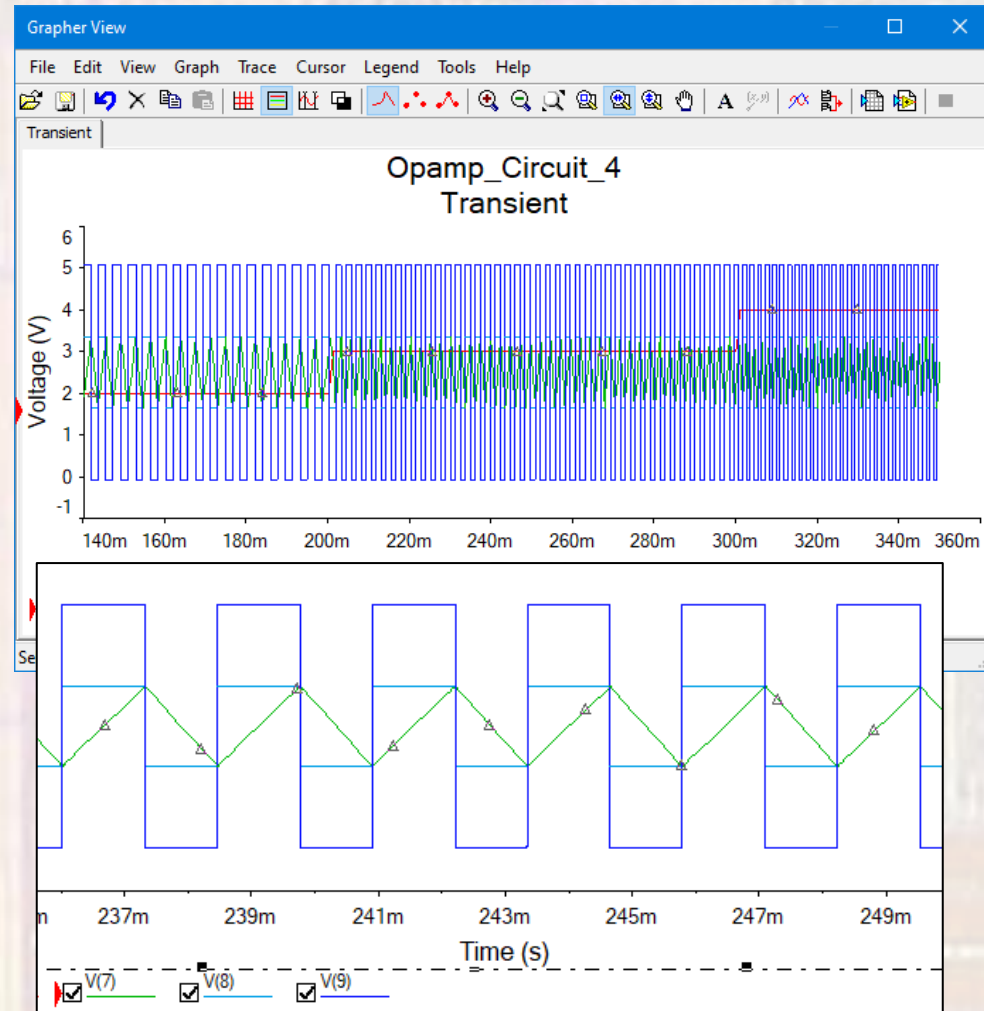 Grapher View
File Edit View Graph Trace Cursor Legend Tools Help
A (x,y)
Transient
Opamp_Circuit_4
Transient
Voltage (V)
6
5
4
3
2
1
0
-1
140m 160m 180m 200m 220m 240m 260m 280m 300m 320m 340m 360m
Se
237m 239m 241m 243m 245m 247m 249m
Time (s)
V(7) V(8) V(9)